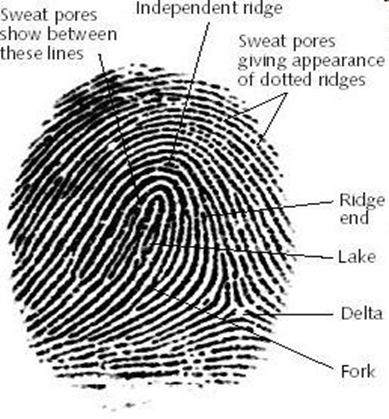 Independent ridge
Sweat pores
show between
these lines
Sweat pores
giving appearance
of dotted ridges
Ridge
end
Lake
Delta
Fork